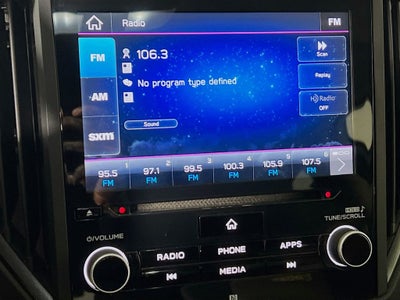 Radio FM
FM
106.3
Scan
No program type defined
Replay
AM
HD Radio
OFF
Sound
sxm
1 2 3 4 5 6
95.5 97.1 99.5 100.3 105.9 107.5
FM FM FM FM FM FM
VOLUME
TUNE/SCROLL
RADIO PHONE APPS
MEDIA